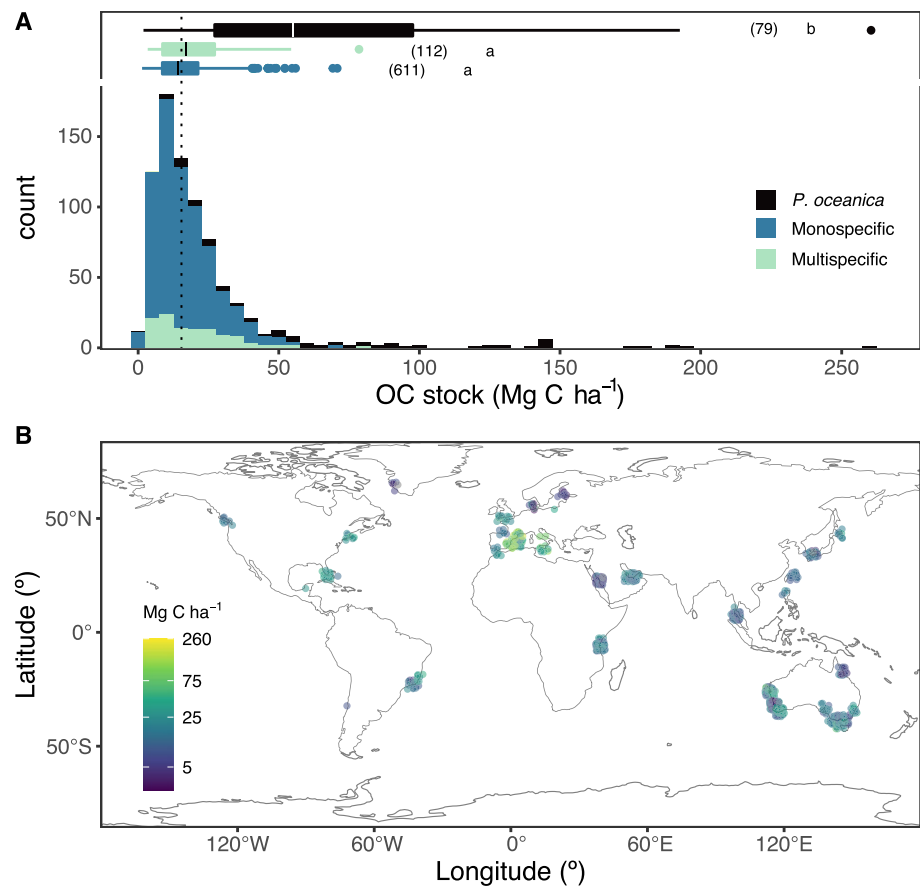 A
(79) b
(112) a
(611) a
150
100
50
0
count
P. oceanica
Monospecific
Multispecific
0 50 100 150 200 250
OC stock (Mg C ha⁻¹)
B
50°N
0°
50°S
Latitude (º)
Mg C ha⁻¹
260
75
25
5
120°W 60°W 0° 60°E 120°E
Longitude (º)